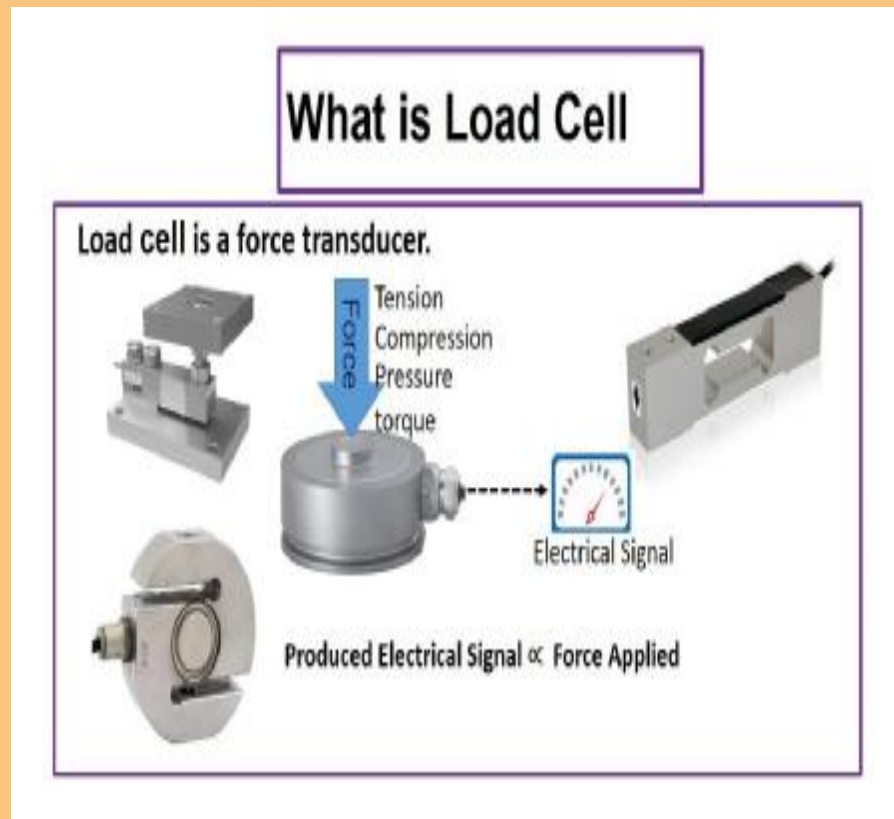 What is Load Cell
Load cell is a force transducer.
Force
Tension
Compression
Pressure
torque
Electrical Signal
Produced Electrical Signal ∝ Force Applied